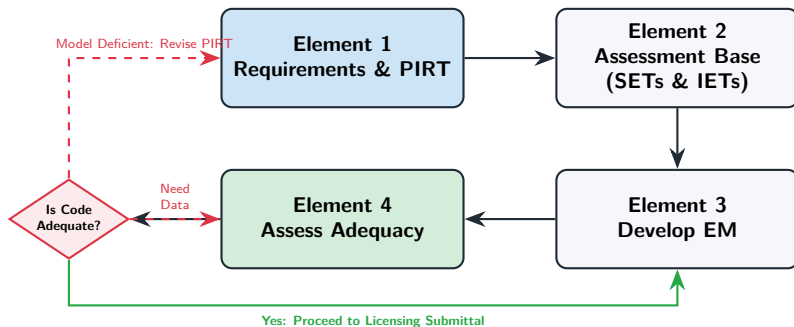 Element 1
Requirements & PIRT
Element 2
Assessment Base
(SETs & IETs)
Model Deficient: Revise PIRT
Is Code
Adequate?
Need
Data
Element 4
Assess Adequacy
Element 3
Develop EM
Yes: Proceed to Licensing Submittal